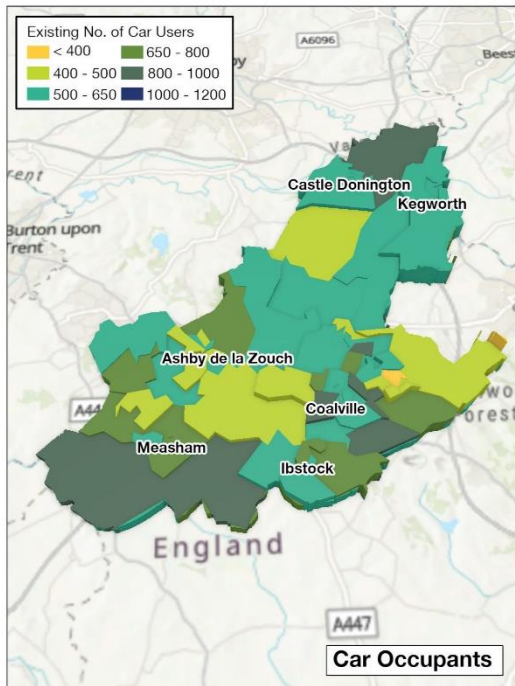 Existing No. of Car Users
< 400
400 - 500
500 - 650
650 - 800
800 - 1000
1000 - 1200
A6096
Castle Donington
Kegworth
Burton upon
Trent
Ashby de la Zouch
Coalville
Measham
Ibstock
England
A447
Car Occupants